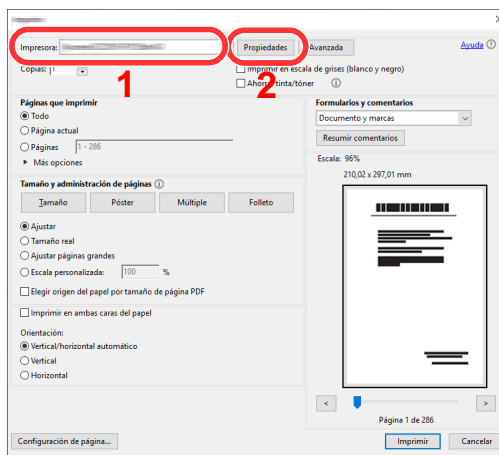 Impresora:
Propiedades
Avanzada
Ayuda
Copias: 1
Imprimir en escala de grises (blanco y negro)
Ahorrar tinta/tóner
1
2
Páginas que imprimir
Todo
Página actual
Páginas 1 - 286
Más opciones
Tamaño y administración de páginas
Tamaño Póster Múltiple Folleto
Ajustar
Tamaño real
Ajustar páginas grandes
Escala personalizada: 100 %
Elegir origen del papel por tamaño de página PDF
Imprimir en ambas caras del papel
Orientación:
Vertical/horizontal automático
Vertical
Horizontal
Formularios y comentarios
Documento y marcas
Resumir comentarios
Escala: 96%
210,02 x 297,01 mm
< >
Página 1 de 286
Configuración de página...
Imprimir Cancelar